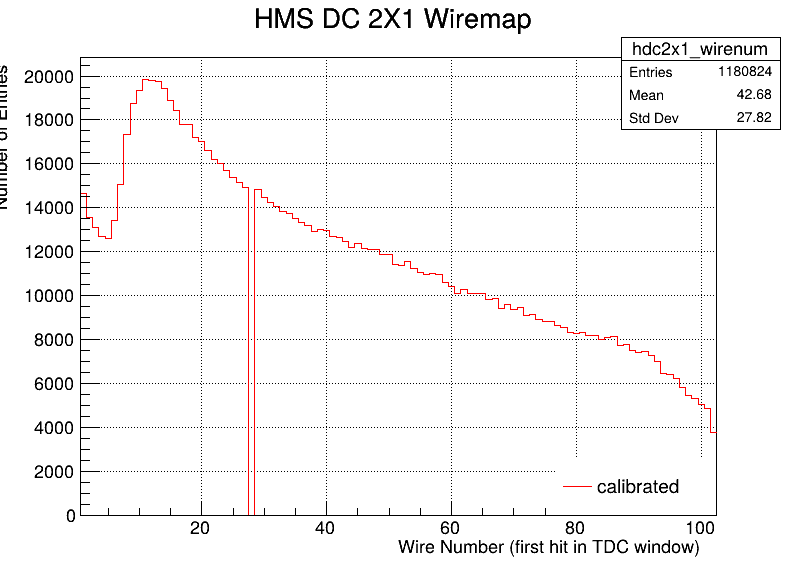 HMS DC 2X1 Wiremap
hdc2x1_wirenum
Entries 1180824
Mean 42.68
Std Dev 27.82
Number of Entries
20000
18000
16000
14000
12000
10000
8000
6000
4000
2000
0
calibrated
20 40 60 80 100
Wire Number (first hit in TDC window)